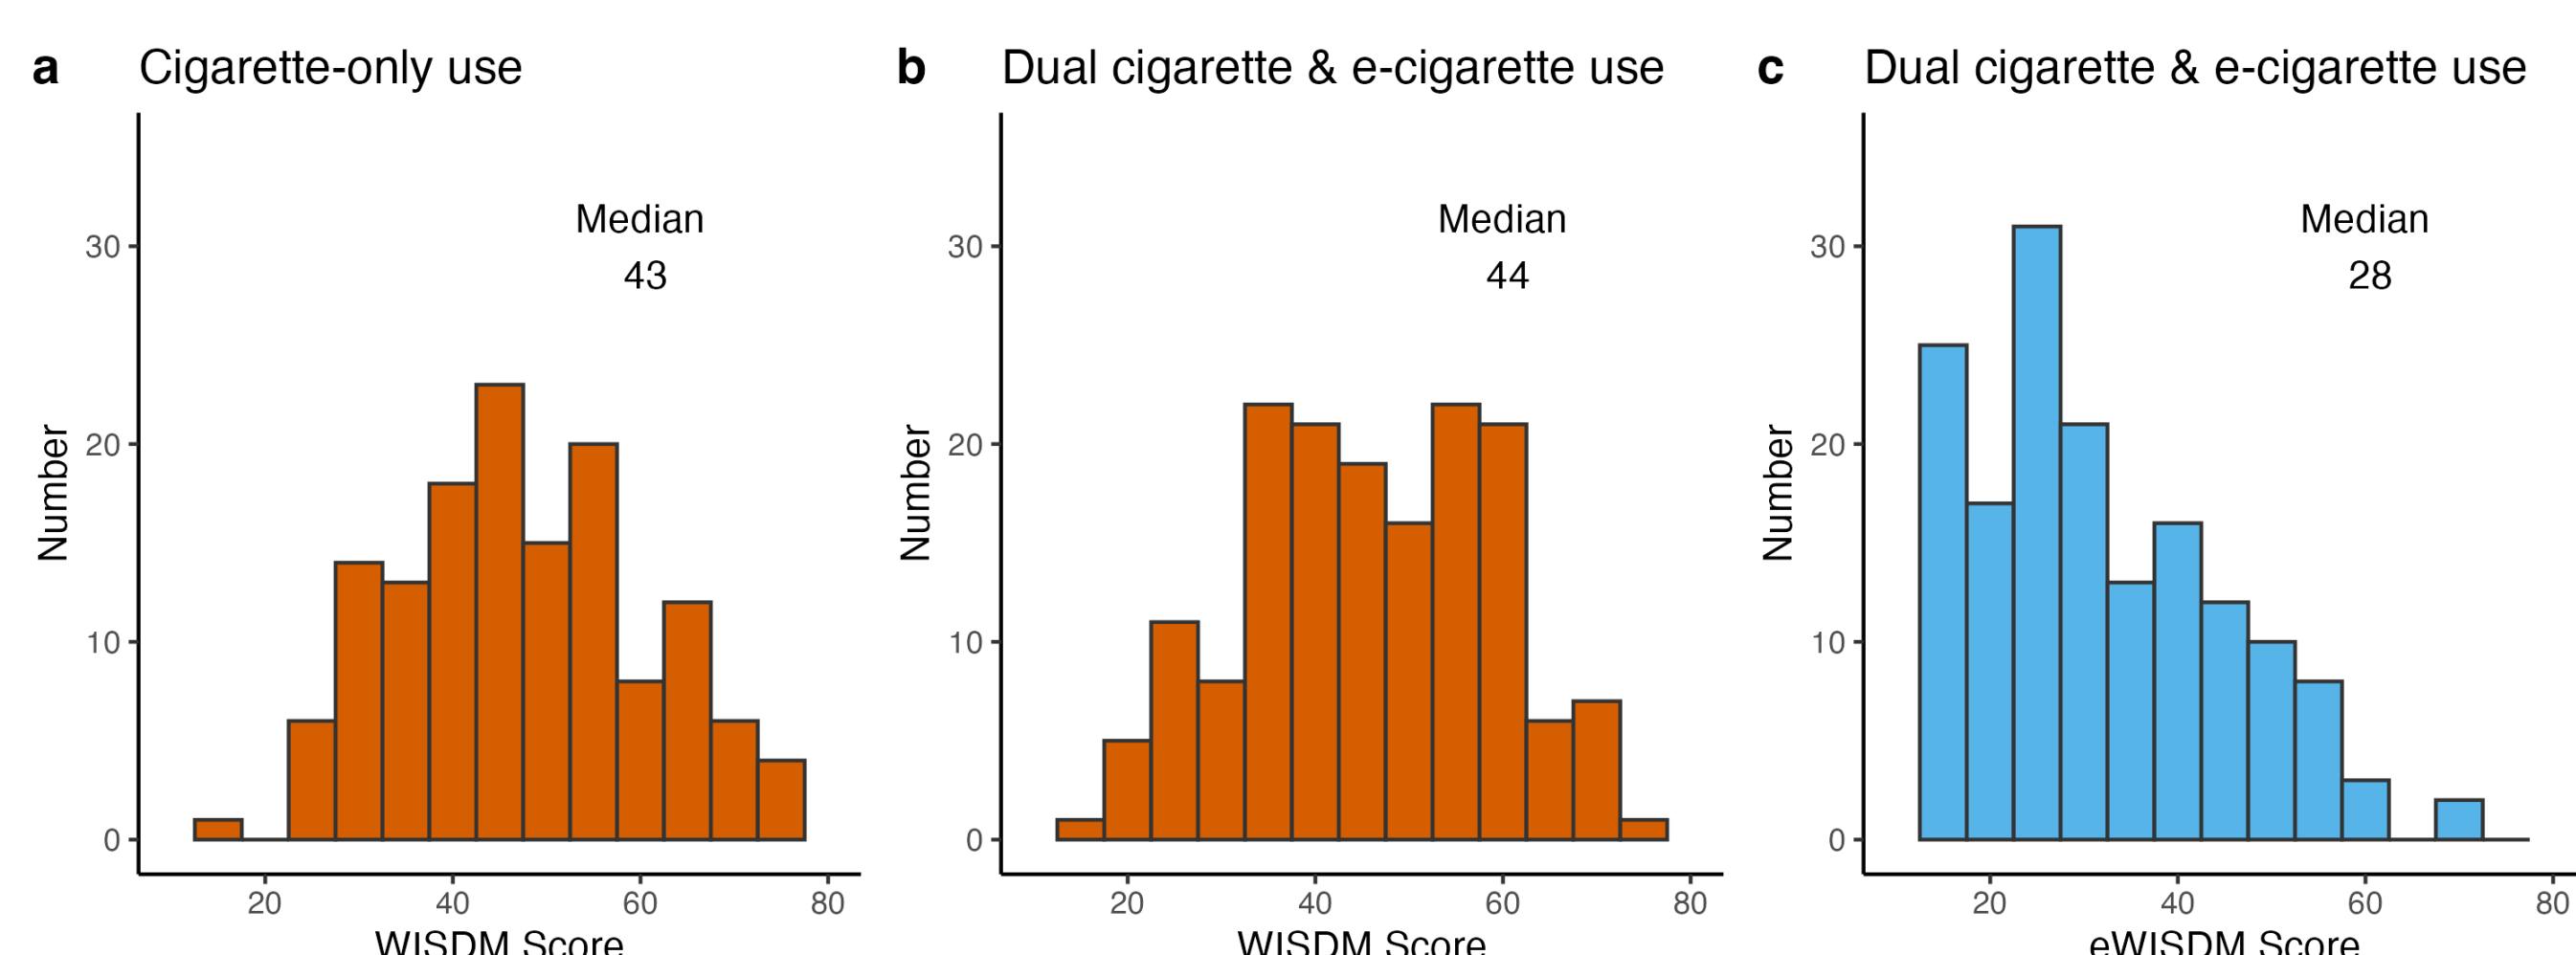 a Cigarette-only use
Median
43
30
20
10
0
Number
20 40 60 80
WISDM Score
b Dual cigarette & e-cigarette use
Median
44
30
20
10
0
Number
20 40 60 80
WISDM Score
c Dual cigarette & e-cigarette use
Median
28
30
20
10
0
Number
20 40 60 80
eWISDM Score